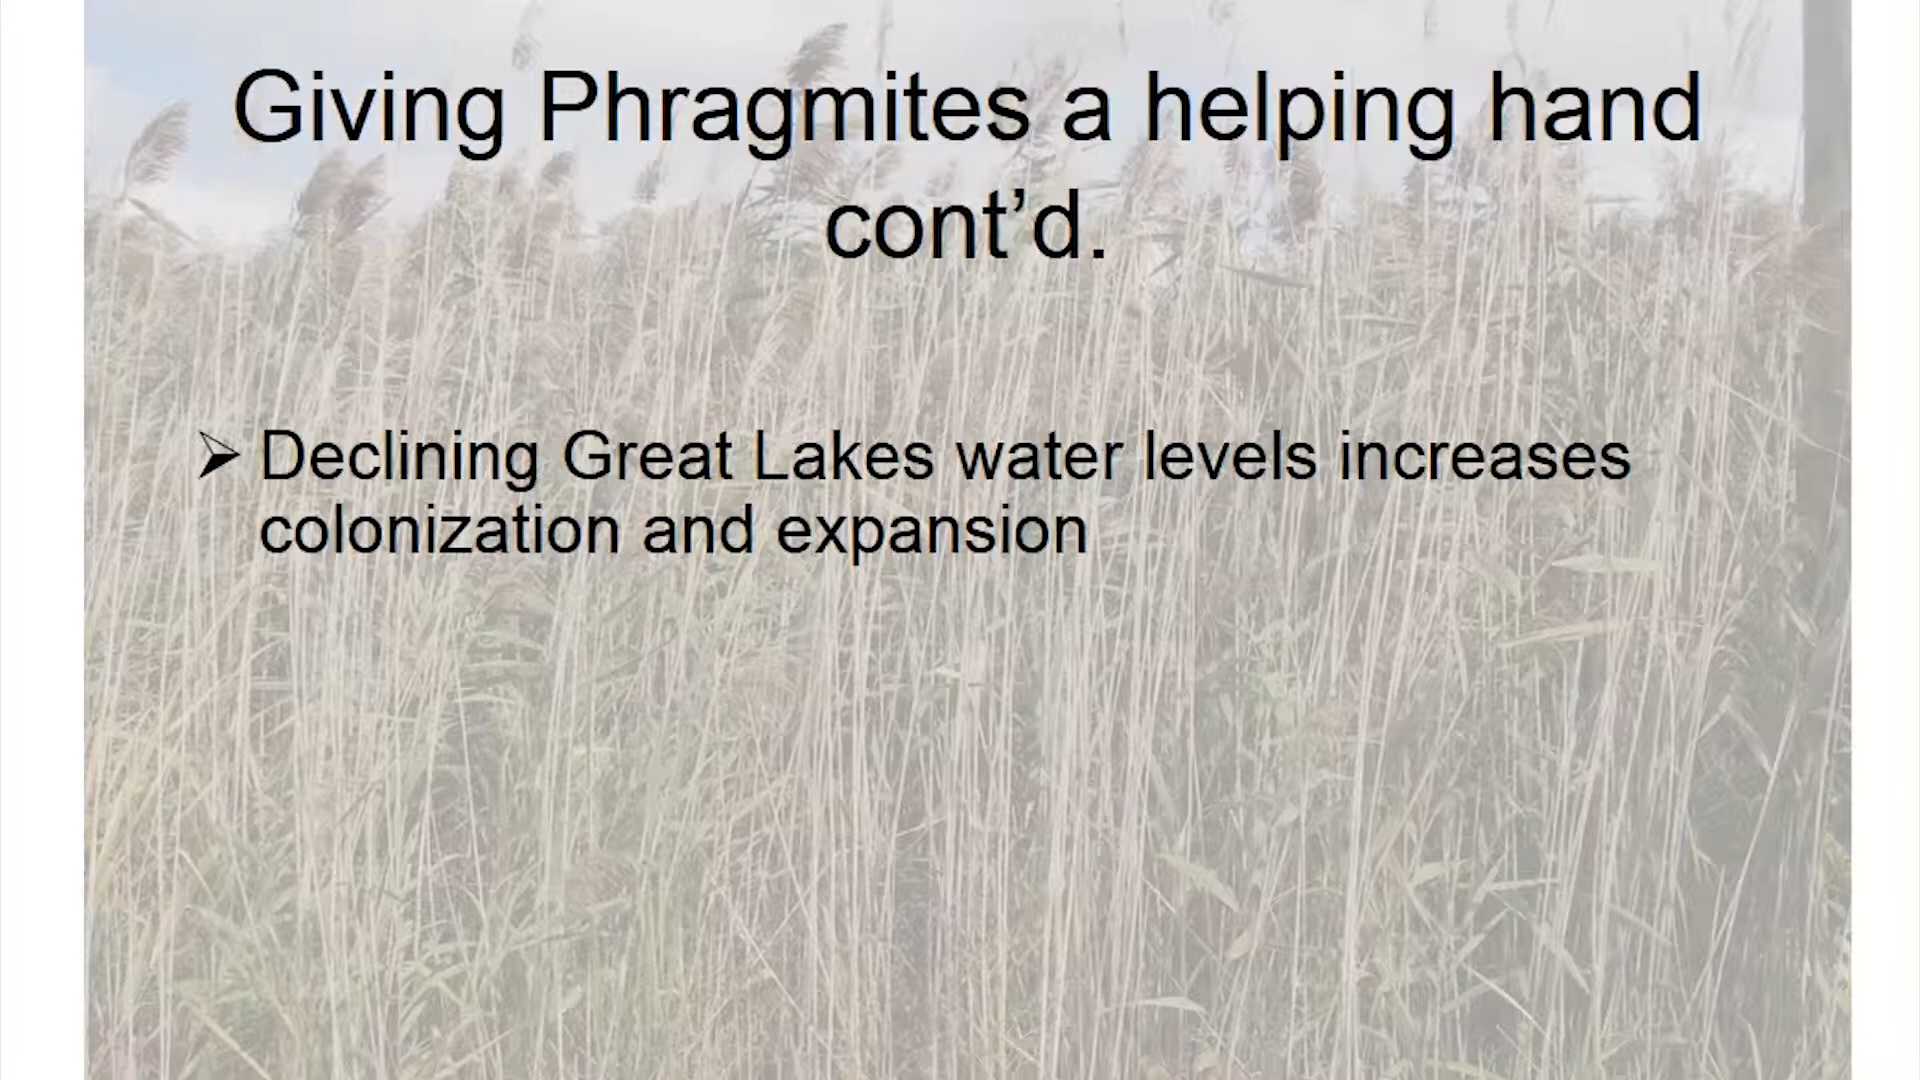 Giving Phragmites a helping hand
cont’d.
➢ Declining Great Lakes water levels increases
colonization and expansion